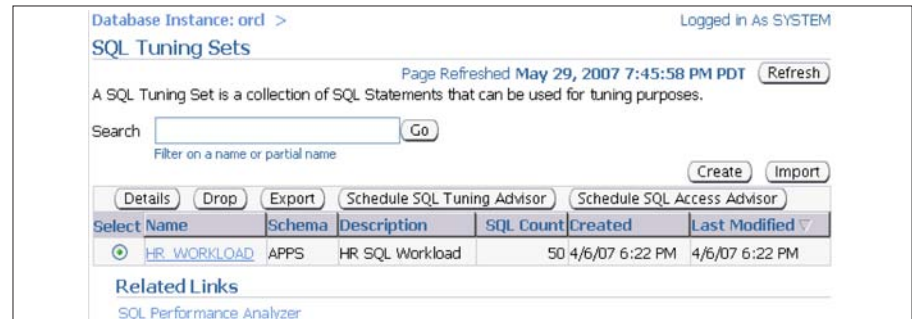 Database Instance: orcl >
Logged in As SYSTEM
SQL Tuning Sets
Page Refreshed May 29, 2007 7:45:58 PM PDT Refresh
A SQL Tuning Set is a collection of SQL Statements that can be used for tuning purposes.
Search Go
Filter on a name or partial name
Create Import
Details Drop Export Schedule SQL Tuning Advisor Schedule SQL Access Advisor
Select Name Schema Description SQL Count Created Last Modified
HR_WORKLOAD APPS HR SQL Workload 50 4/6/07 6:22 PM 4/6/07 6:22 PM
Related Links
SQL Performance Analyzer